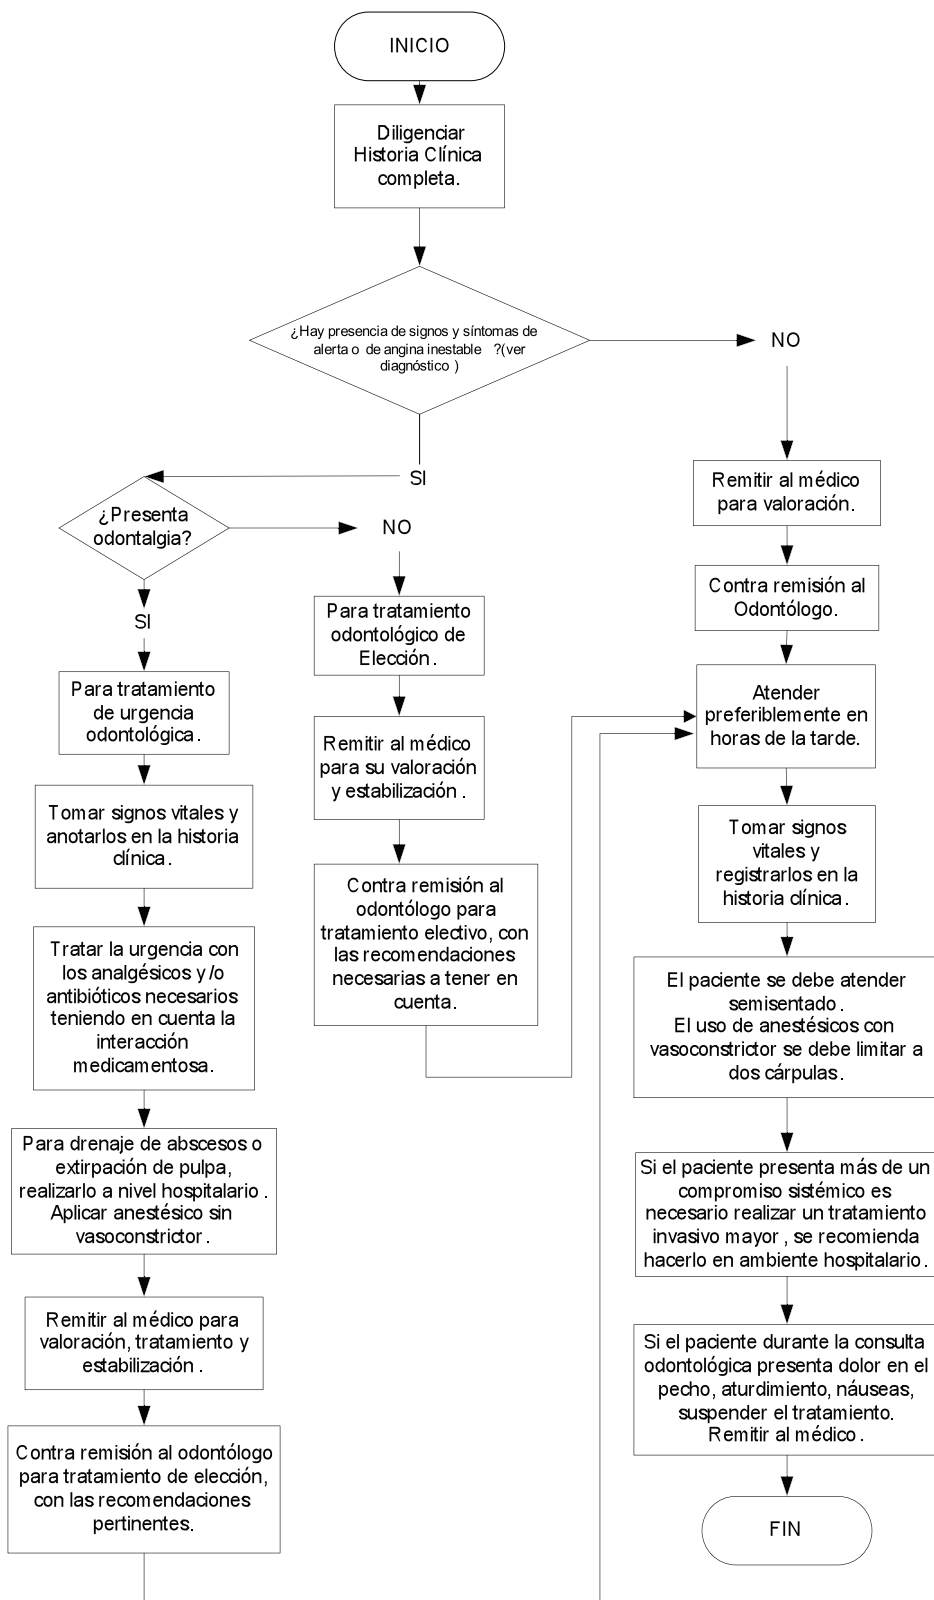 INICIO
Diligenciar
Historia Clínica
completa.
¿Hay presencia de signos y síntomas de
alerta o de angina inestable ?(ver
diagnóstico )
NO
SI
¿Presenta
odontalgia?
NO
SI
Para tratamiento
de urgencia
odontológica.
Tomar signos vitales y
anotarlos en la historia
clínica.
Tratar la urgencia con
los analgésicos y /o
antibióticos necesarios
teniendo en cuenta la
interacción
medicamentosa.
Para drenaje de abscesos o
extirpación de pulpa,
realizarlo a nivel hospitalario.
Aplicar anestésico sin
vasoconstrictor.
Remitir al médico para
valoración, tratamiento y
estabilización.
Contra remisión al odontólogo
para tratamiento de elección,
con las recomendaciones
pertinentes.
Para tratamiento
odontológico de
Elección.
Remitir al médico
para su valoración
y estabilización.
Contra remisión al
odontólogo para
tratamiento electivo, con
las recomendaciones
necesarias a tener en
cuenta.
Remitir al médico
para valoración.
Contra remisión al
Odontólogo.
Atender
preferiblemente en
horas de la tarde.
Tomar signos
vitales y
registrarlos en la
historia clínica.
El paciente se debe atender
semisentado.
El uso de anestésicos con
vasoconstrictor se debe limitar a
dos cárpulas.
Si el paciente presenta más de un
compromiso sistémico es
necesario realizar un tratamiento
invasivo mayor, se recomienda
hacerlo en ambiente hospitalario.
Si el paciente durante la consulta
odontológica presenta dolor en el
pecho, aturdimiento, náuseas,
suspender el tratamiento.
Remitir al médico.
FIN